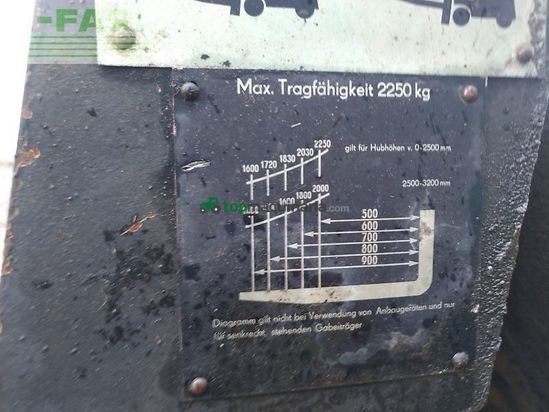 -FA
Max. Tragfähigkeit 2250 kg
1600 1720 1830 2030 2250
gilt für Hubhöhen v. 0-2500 mm
1600 1800 2000
2500-3200 mm
500
600
700
800
900
Diagramm gilt nicht bei Verwendung von Anbaugeräten und nur
für senkrecht stehenden Gabelträger